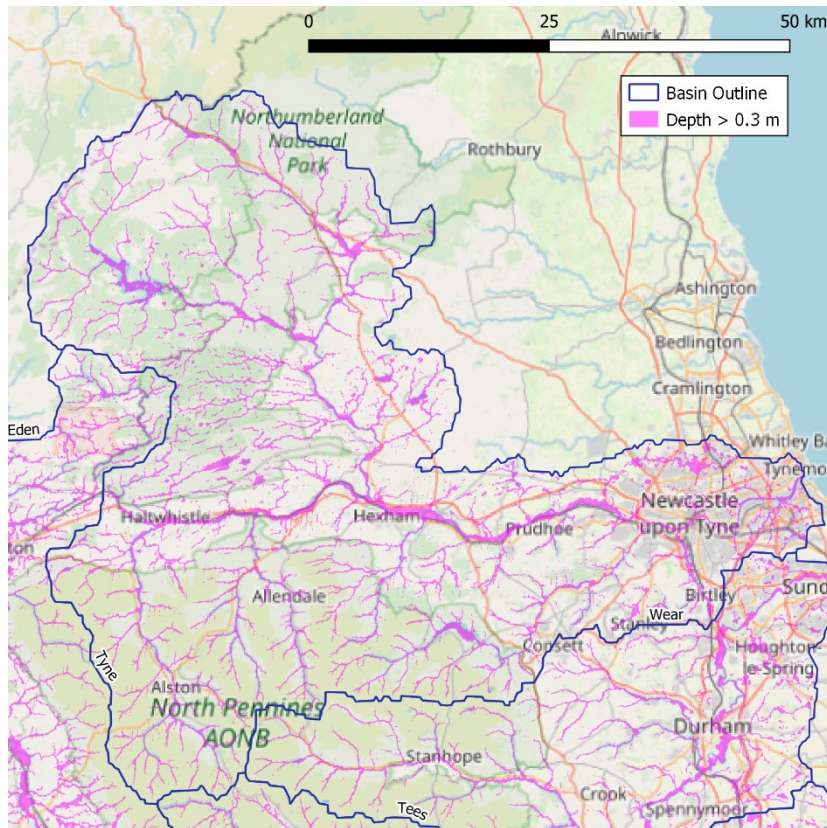 0 25 50 km
Alnwick
Basin Outline
Depth > 0.3 m
Northumberland
National
Park
Rothbury
Ashington
Bedlington
Cramlington
Eden
Whitley Ba
Tynemo
Haltwhistle
Hexham
Prudhoe
Newcastle
upon Tyne
ton
Allendale
Birtley
Sund
Stanley
Wear
Consett
Houghton-
le-Spring
Tyne
Alston
North Pennines
AONB
Durham
Stanhope
Crook
Tees
Spennymoor